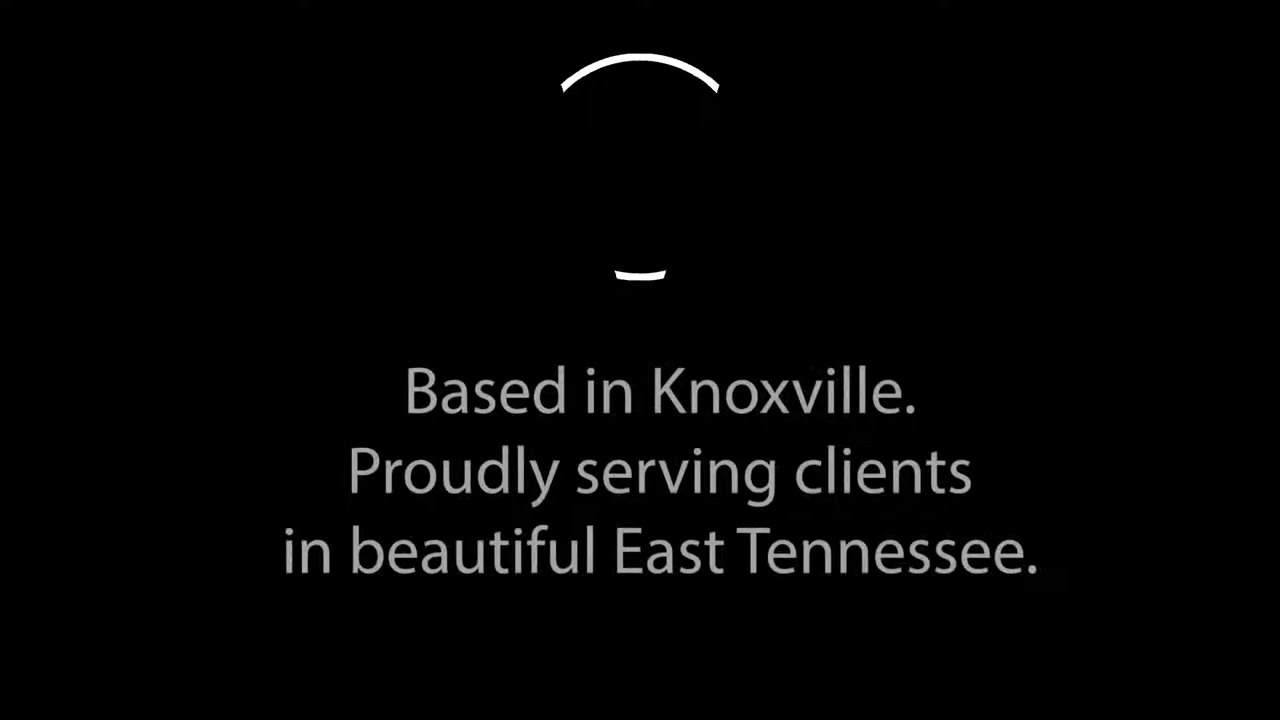 Based in Knoxville.
Proudly serving clients
in beautiful East Tennessee.